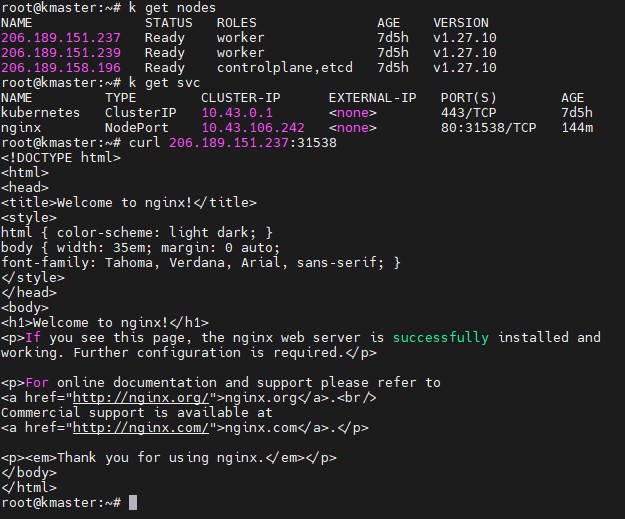 root@kmaster:~# k get nodes
NAME STATUS ROLES AGE VERSION
206.189.151.237 Ready worker 7d5h v1.27.10
206.189.151.239 Ready worker 7d5h v1.27.10
206.189.158.196 Ready controlplane,etcd 7d5h v1.27.10
root@kmaster:~# k get svc
NAME TYPE CLUSTER-IP EXTERNAL-IP PORT(S) AGE
kubernetes ClusterIP 10.43.0.1 <none> 443/TCP 7d5h
nginx NodePort 10.43.106.242 <none> 80:31538/TCP 144m
root@kmaster:~# curl 206.189.151.237:31538
<!DOCTYPE html>
<html>
<head>
<title>Welcome to nginx!</title>
<style>
html { color-scheme: light dark; }
body { width: 35em; margin: 0 auto;
font-family: Tahoma, Verdana, Arial, sans-serif; }
</style>
</head>
<body>
<h1>Welcome to nginx!</h1>
<p>If you see this page, the nginx web server is successfully installed and
working. Further configuration is required.</p>
<p>For online documentation and support please refer to
<a href="http://nginx.org/">nginx.org</a>.<br/>
Commercial support is available at
<a href="http://nginx.com/">nginx.com</a>.</p>
<p><em>Thank you for using nginx.</em></p>
</body>
</html>
root@kmaster:~#